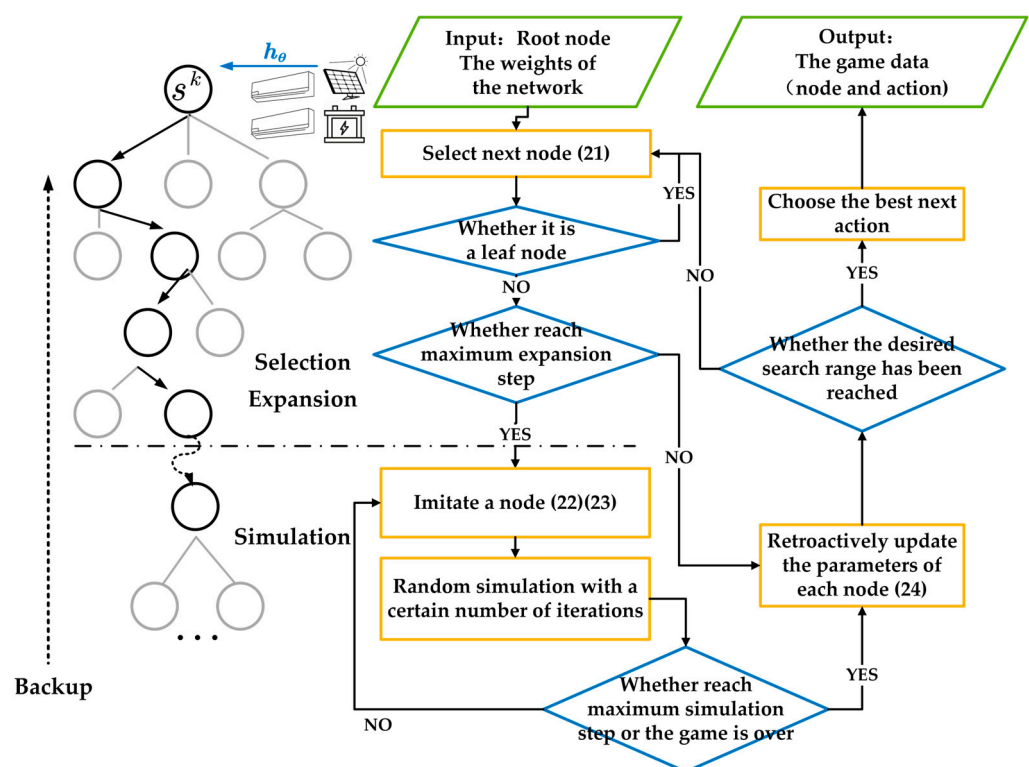 h_θ
s^k
Input: Root node
The weights of
the network
Output:
The game data
(node and action)
Select next node (21)
YES
Choose the best next
action
Whether it is
a leaf node
NO
YES
NO
Whether reach
maximum expansion
step
Whether the desired
search range has been
reached
Selection
Expansion
YES
NO
Imitate a node (22)(23)
Simulation
Retroactively update
the parameters of
each node (24)
Random simulation with a
certain number of iterations
• • •
Backup
YES
Whether reach
maximum simulation
step or the game is over
NO